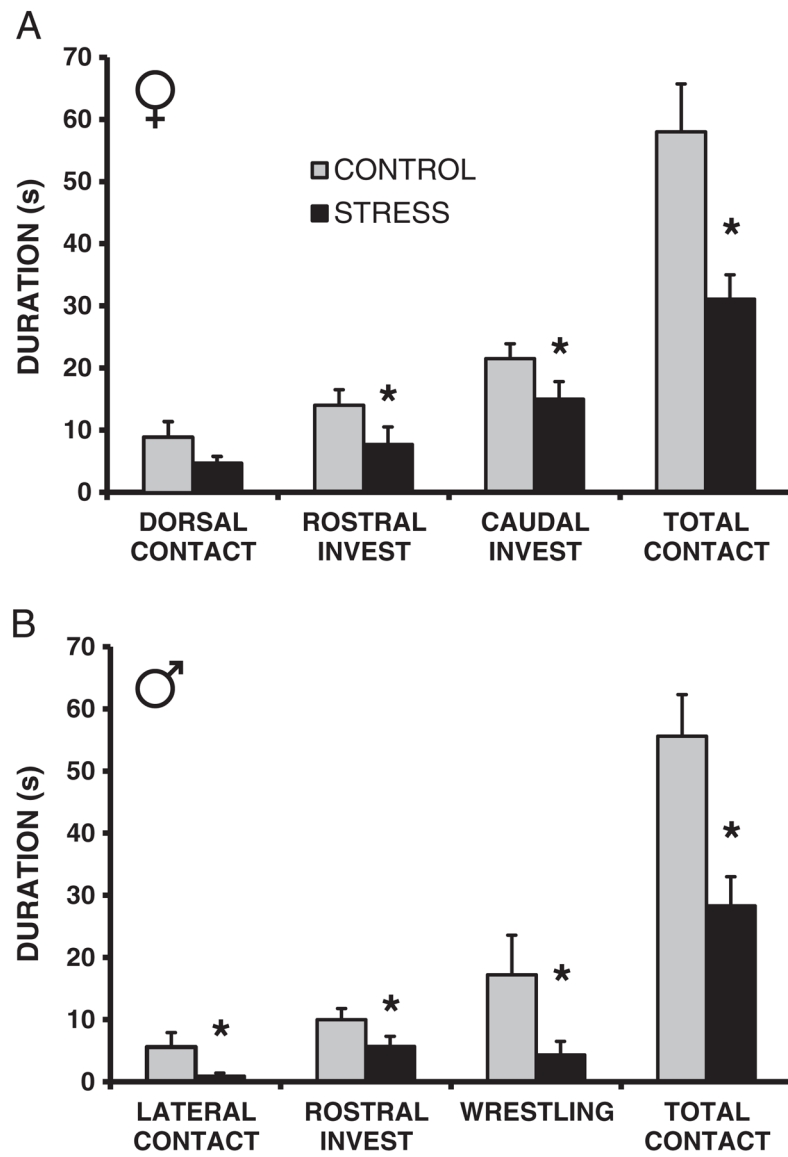 A
70
60
50
40
30
20
10
0
DURATION (s)
CONTROL
STRESS
*
*
*
DORSAL CONTACT
ROSTRAL INVEST
CAUDAL INVEST
TOTAL CONTACT
B
70
60
50
40
30
20
10
0
DURATION (s)
*
*
*
*
LATERAL CONTACT
ROSTRAL INVEST
WRESTLING
TOTAL CONTACT